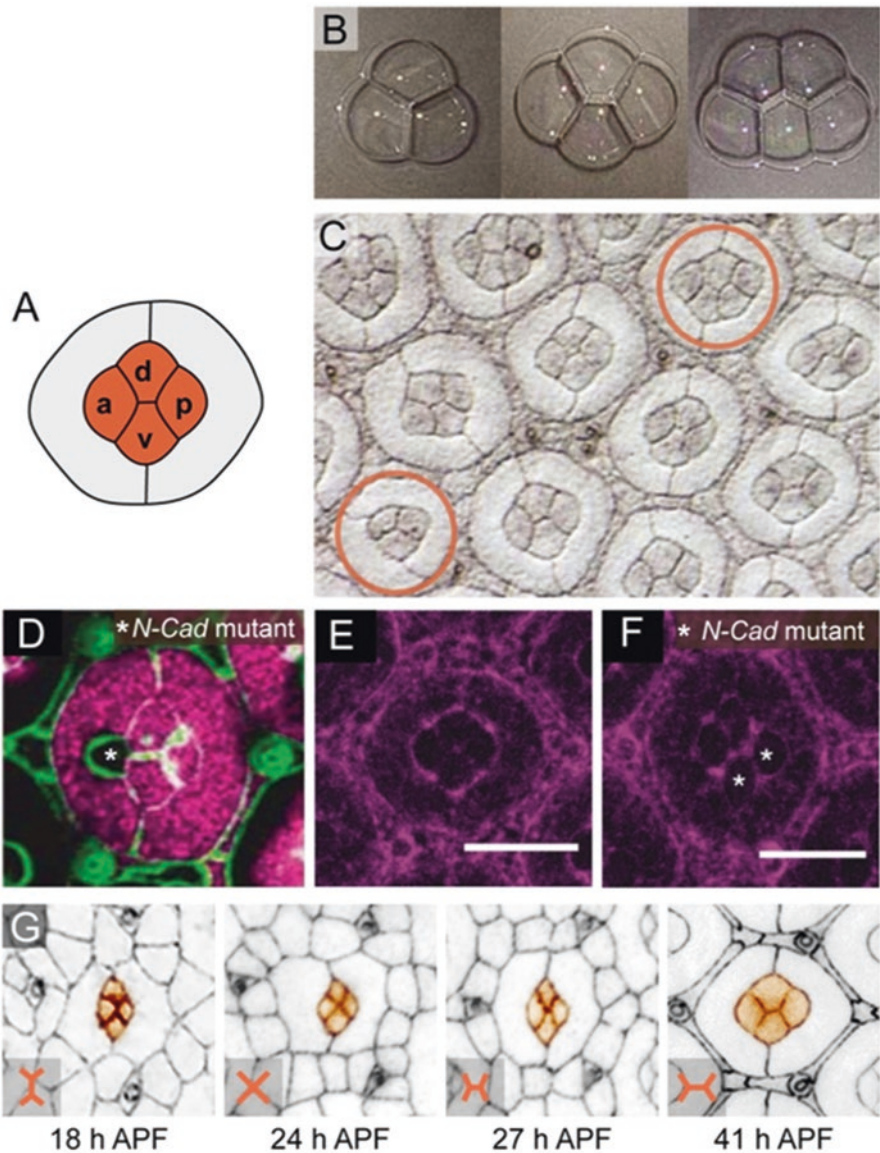 B
C
A
d
a
p
v
D
*N-Cad mutant
E
F
* N-Cad mutant
G
18 h APF
24 h APF
27 h APF
41 h APF